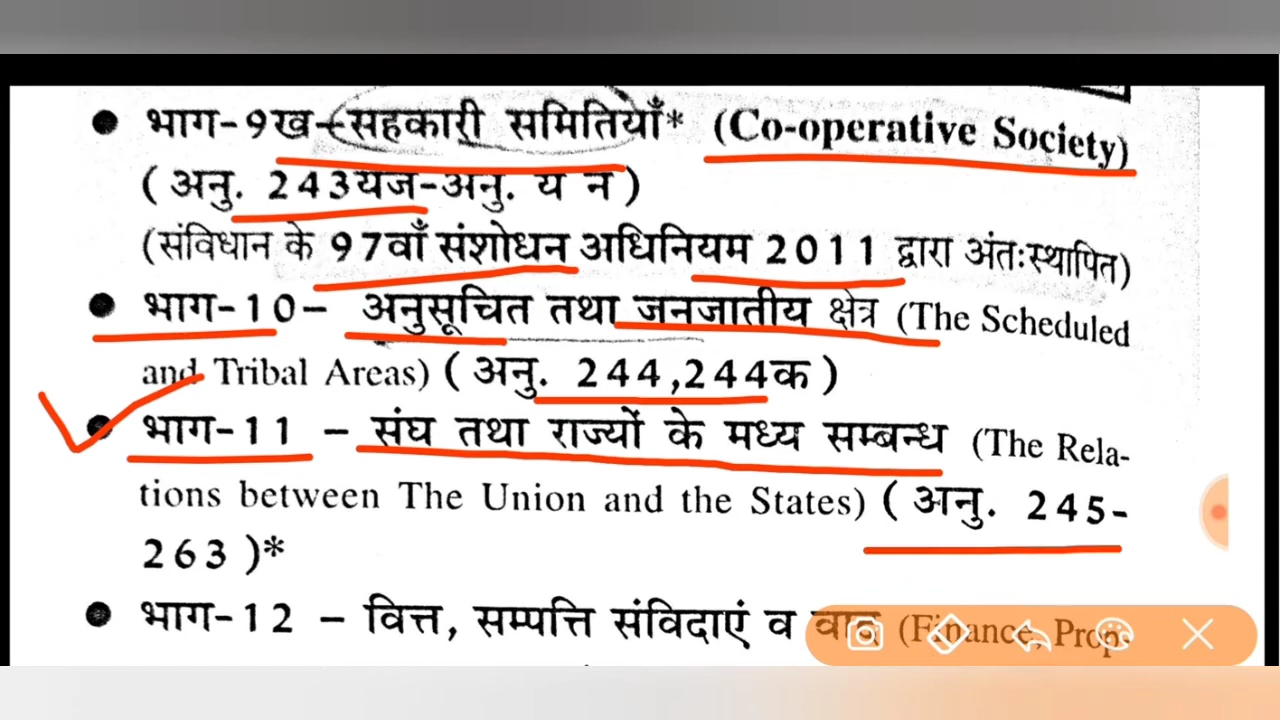 ● भाग-9ख-सहकारी समितियाँ* (Co-operative Society)
(अनु. 243यज-अनु. य न)
(संविधान के 97वाँ संशोधन अधिनियम 2011 द्वारा अंतःस्थापित)
● भाग-10- अनुसूचित तथा जनजातीय क्षेत्र (The Scheduled
and Tribal Areas) (अनु. 244,244क)
● भाग-11 - संघ तथा राज्यों के मध्य सम्बन्ध (The Rela-
tions between The Union and the States) (अनु. 245-
263)*
● भाग-12 - वित्त, सम्पत्ति संविदाएं व वाद (Finance, Prop-